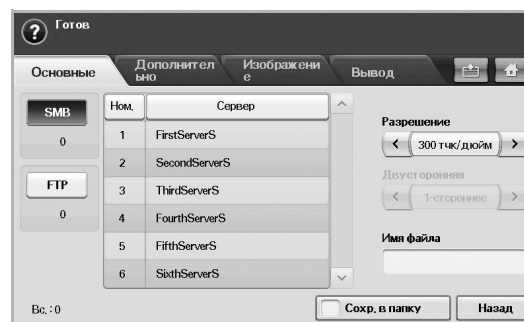 Готов
Основные
Дополнител
ьно
Изображени
е
Вывод
SMB
0
FTP
0
Ном. Сервер
1 FirstServerS
2 SecondServerS
3 ThirdServerS
4 FourthServerS
5 FifthServerS
6 SixthServerS
Разрешение
300 тчк/дюйм
Двусторонняя
1-стороннее
Имя файла
Вс. : 0
Сохр. в папку
Назад